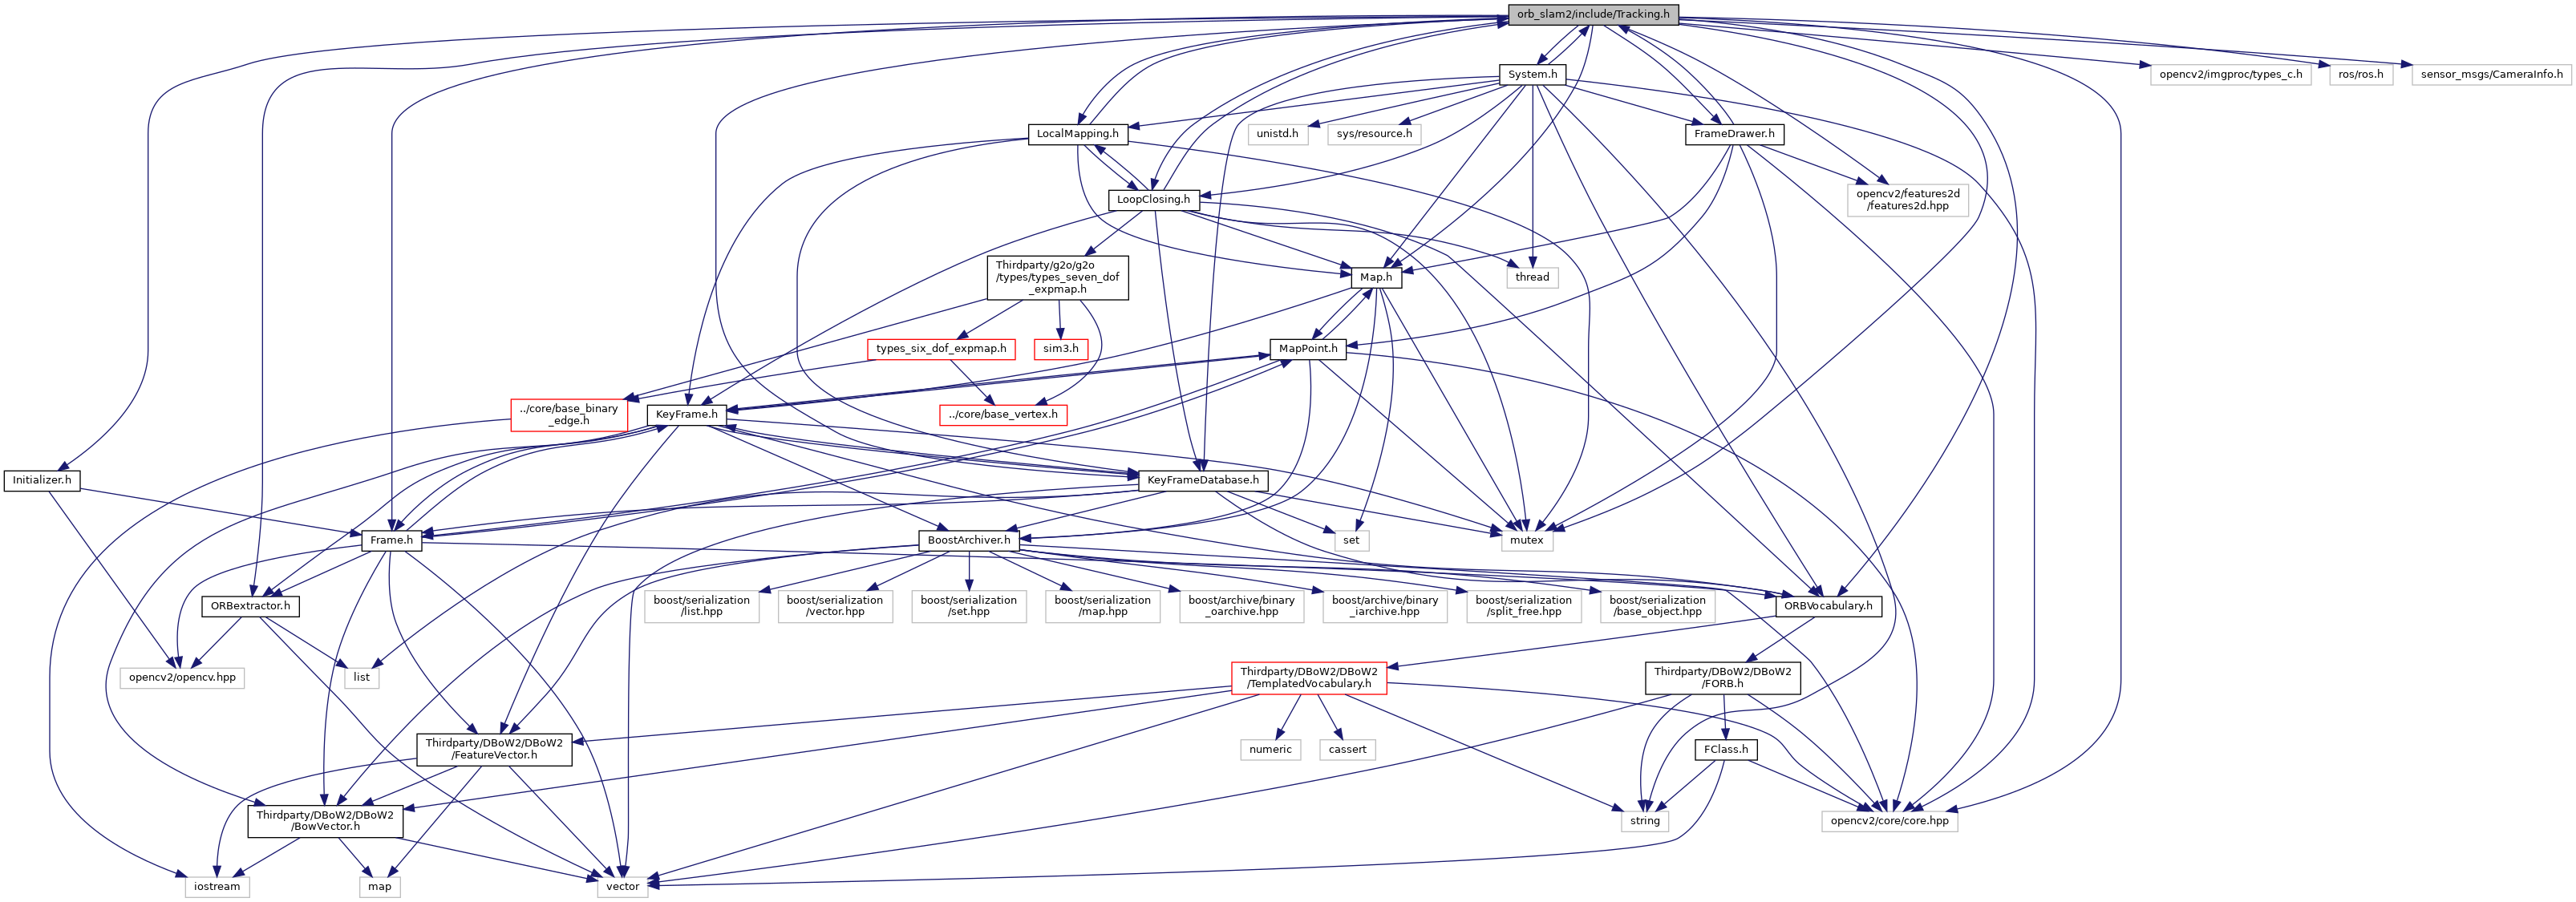 orb_slam2/include/Tracking.h
System.h
opencv2/imgproc/types_c.h
ros/ros.h
sensor_msgs/CameraInfo.h
LocalMapping.h
unistd.h
sys/resource.h
FrameDrawer.h
LoopClosing.h
opencv2/features2d
/features2d.hpp
Thirdparty/g2o/g2o
/types/types_seven_dof
_expmap.h
Map.h
thread
types_six_dof_expmap.h
sim3.h
MapPoint.h
../core/base_binary
_edge.h
KeyFrame.h
../core/base_vertex.h
Initializer.h
KeyFrameDatabase.h
Frame.h
BoostArchiver.h
set
mutex
ORBextractor.h
boost/serialization
/list.hpp
boost/serialization
/vector.hpp
boost/serialization
/set.hpp
boost/serialization
/map.hpp
boost/archive/binary
_oarchive.hpp
boost/archive/binary
_iarchive.hpp
boost/serialization
/split_free.hpp
boost/serialization
/base_object.hpp
ORBVocabulary.h
opencv2/opencv.hpp
list
Thirdparty/DBoW2/DBoW2
/TemplatedVocabulary.h
Thirdparty/DBoW2/DBoW2
/FORB.h
Thirdparty/DBoW2/DBoW2
/FeatureVector.h
numeric
cassert
FClass.h
Thirdparty/DBoW2/DBoW2
/BowVector.h
string
opencv2/core/core.hpp
iostream
map
vector